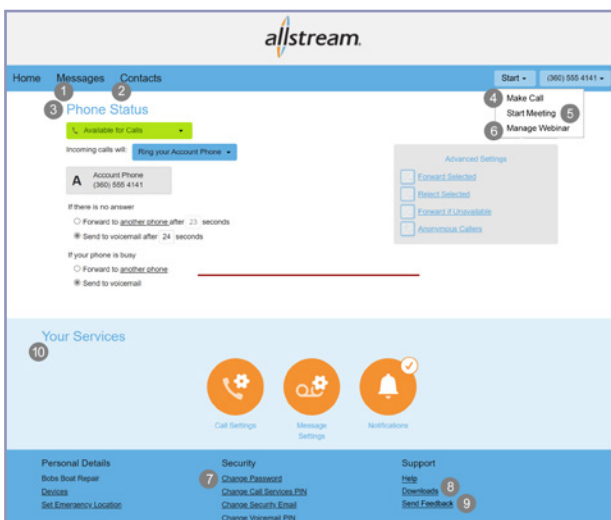 allstream.
Home Messages Contacts Start (360) 555 4141
1 2
4 Make Call
Start Meeting 5
6 Manage Webinar
3 Phone Status
Available for Calls
Incoming calls will: Ring your Account Phone
A Account Phone
(360) 555 4141
If there is no answer
Forward to another phone after 23 seconds
Send to voicemail after 24 seconds
If your phone is busy
Forward to another phone
Send to voicemail
Advanced Settings
Forward Selected
Reject Selected
Forward if Unavailable
Anonymous Callers
Your Services
10
Call Settings
Message
Settings
Notifications
Personal Details
Bobs Boat Repair
Devices
Set Emergency Location
Security
7 Change Password
Change Call Services PIN
Change Security Email
Change Voicemail PIN
Support
Help
Downloads 8
Send Feedback 9